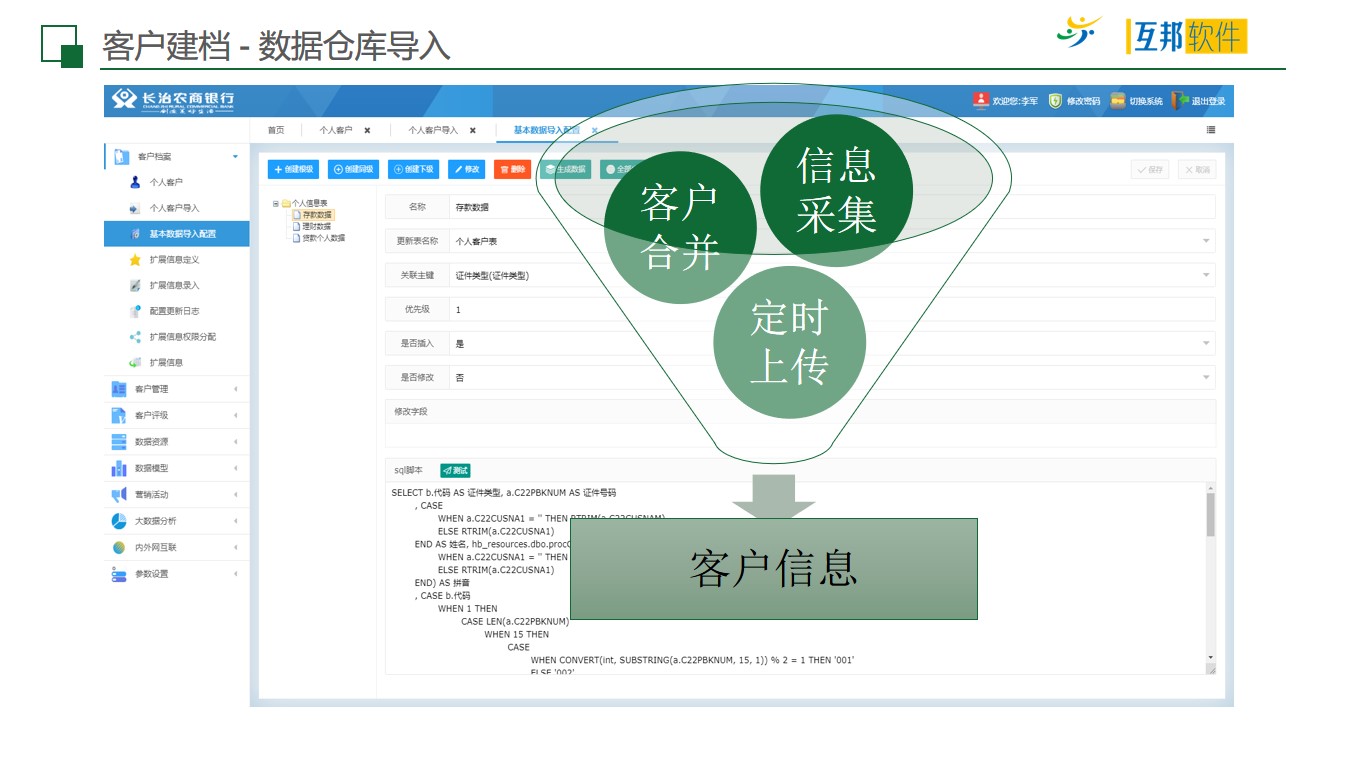 客户建档 - 数据仓库导入
互邦软件
长治农商银行
欢迎您:李军 修改密码 切换系统 退出登录
首页 个人客户 ✖ 个人客户导入 ✖ 基本数据导入配置 ✖
客户档案
个人客户
个人客户导入
基本数据导入配置
扩展信息定义
扩展信息录入
配置更新日志
扩展信息权限分配
扩展信息
客户管理
客户评级
数据资源
数据模型
营销活动
大数据分析
内外网互联
参数设置
创建根级 创建同级 创建下级 修改 删除 生成数据 全部
保存 取消
个人信息表
存款数据
理财数据
贷款个人数据
名称 存款数据
更新表名称 个人客户表
关联主键 证件类型(证件类型)
优先级 1
是否插入 是
是否修改 否
修改字段
sql脚本 测试
SELECT b.代码 AS 证件类型, a.C22PBKNUM AS 证件号码
, CASE
WHEN a.C22CUSNA1 = '' THEN RTRIM(a.C22CUSNAM)
ELSE RTRIM(a.C22CUSNA1)
END AS 姓名, hb_resources.dbo.proc
WHEN a.C22CUSNA1 = '' THEN
ELSE RTRIM(a.C22CUSNA1)
END) AS 拼音
, CASE b.代码
WHEN 1 THEN
CASE LEN(a.C22PBKNUM)
WHEN 15 THEN
CASE
WHEN CONVERT(int, SUBSTRING(a.C22PBKNUM, 15, 1)) % 2 = 1 THEN '001'
ELSE '002'
信息
采集
客户
合并
定时
上传
客户信息